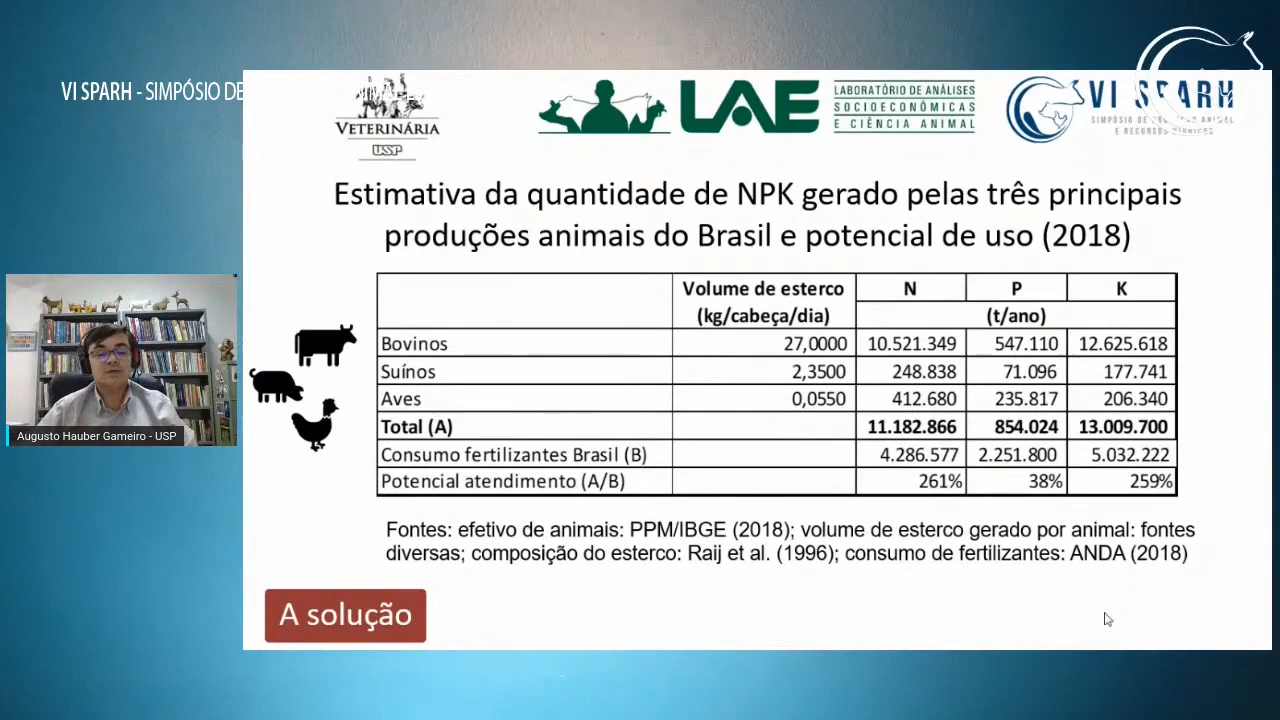 VI SPARH - SIMPÓSIO DE
VETERINÁRIA
USP
LAE
LABORATÓRIO DE ANÁLISES
SOCIOECONÔMICAS
E CIÊNCIA ANIMAL
VI SPARH
SIMPÓSIO DE PRODUÇÃO ANIMAL
E RECURSOS HÍDRICOS
Estimativa da quantidade de NPK gerado pelas três principais
produções animais do Brasil e potencial de uso (2018)
Volume de esterco N P K
(kg/cabeça/dia) (t/ano)
Bovinos 27,0000 10.521.349 547.110 12.625.618
Suínos 2,3500 248.838 71.096 177.741
Aves 0,0550 412.680 235.817 206.340
Total (A) 11.182.866 854.024 13.009.700
Consumo fertilizantes Brasil (B) 4.286.577 2.251.800 5.032.222
Potencial atendimento (A/B) 261% 38% 259%
Augusto Hauber Gameiro - USP
Fontes: efetivo de animais: PPM/IBGE (2018); volume de esterco gerado por animal: fontes
diversas; composição do esterco: Raij et al. (1996); consumo de fertilizantes: ANDA (2018)
A solução